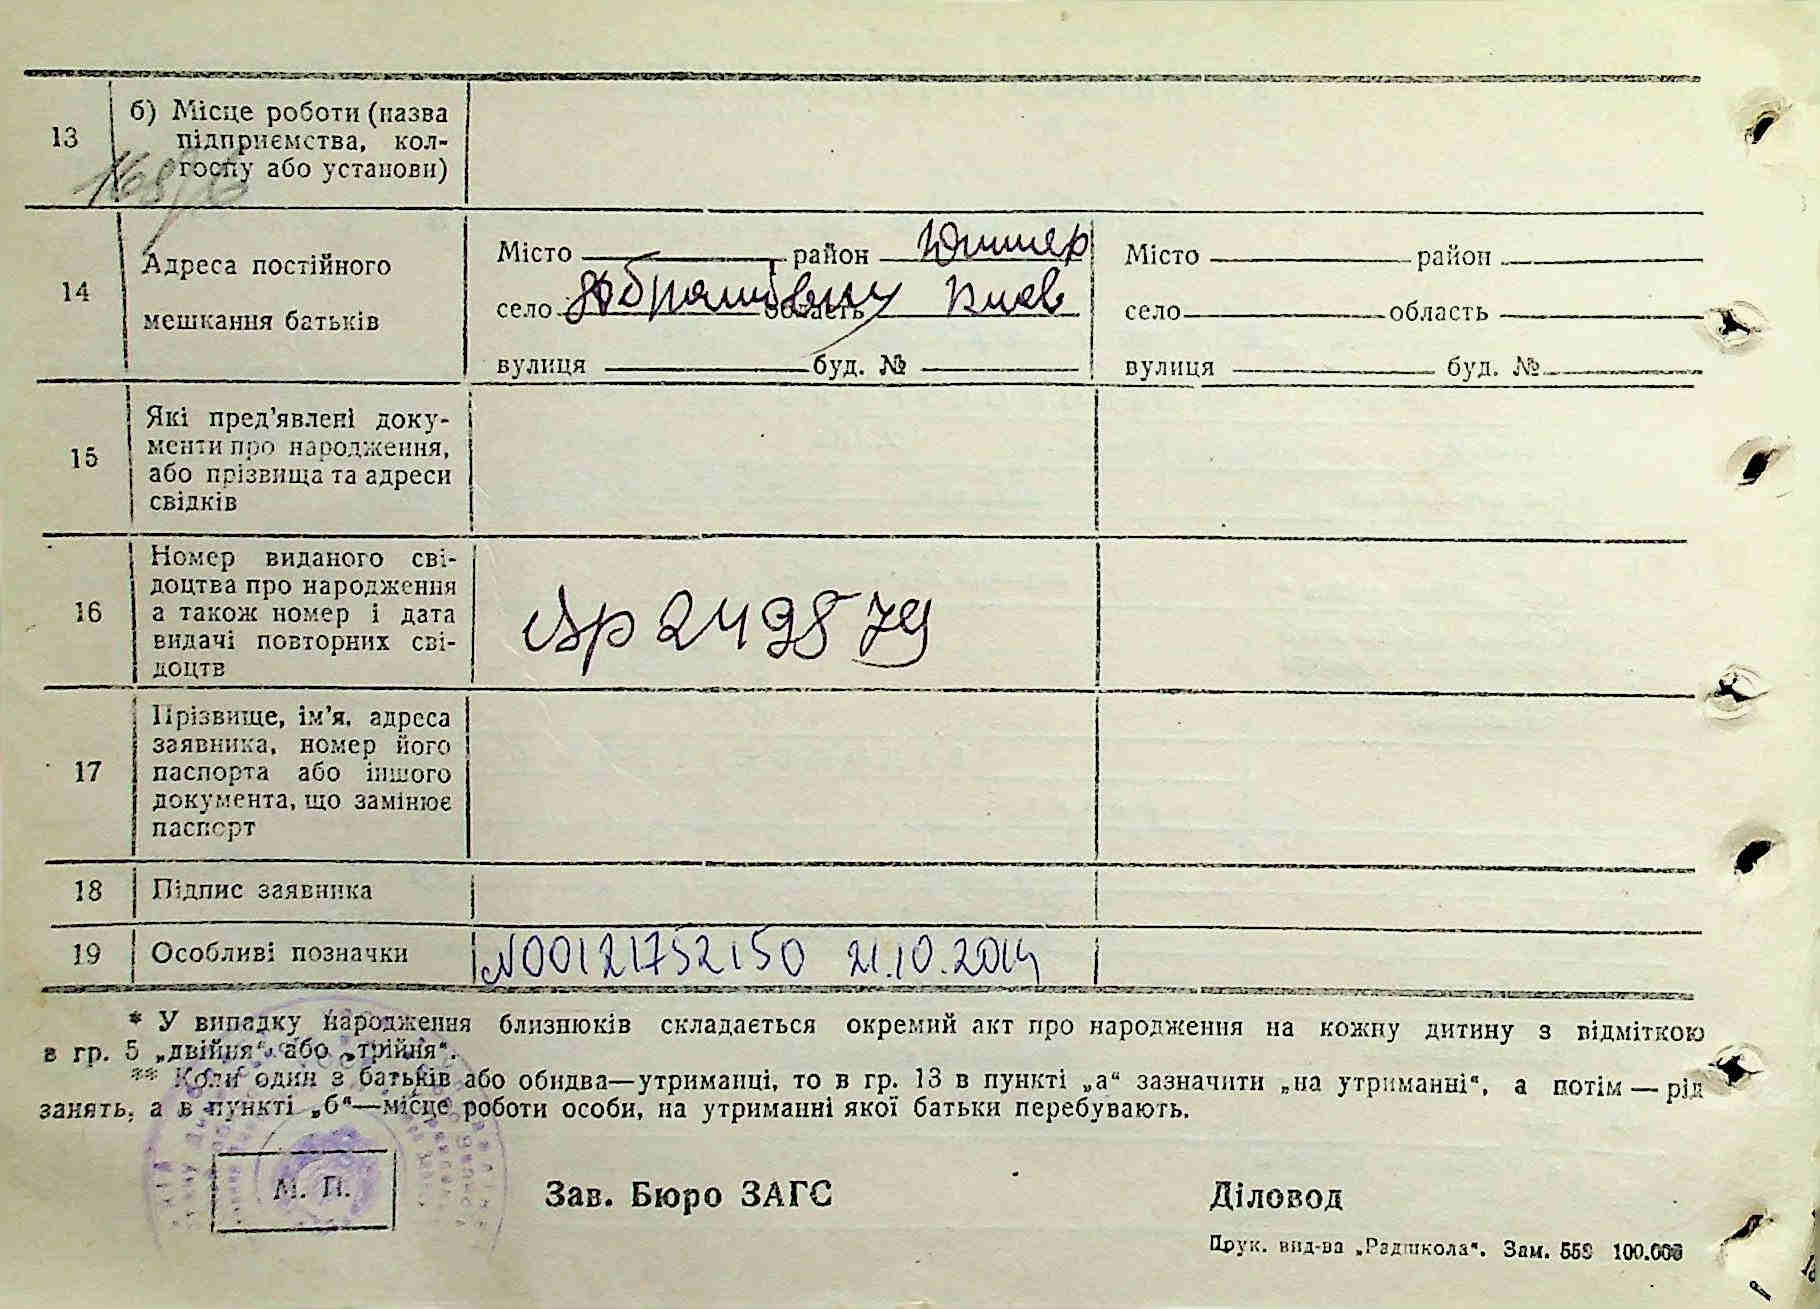 13
б) Місце роботи (назва
підприємства, кол-
госпу або установи)
14
Адреса постійного
мешкання батьків
Місто район
село область Киев
вулиця буд. №
Місто район
село область
вулиця буд. №
15
Які пред'явлені доку-
менти про народження,
або прізвища та адреси
свідків
16
Номер виданого сві-
доцтва про народження
а також номер і дата
видачі повторних сві-
доцтв
17
Прізвище, ім'я, адреса
заявника, номер його
паспорта або іншого
документа, що замінює
паспорт
18
Підпис заявника
19
Особливі позначки
N00121752150 21.10.2014
* У випадку народження близнюків складається окремий акт про народження на кожну дитину з відміткою
в гр. 5 „двійня“ або „трійня“.
** Коли один з батьків або обидва—утриманці, то в гр. 13 в пункті „а“ зазначити „на утриманні“, а потім — рід
занять, а в пункті „б“—місце роботи особи, на утриманні якої батьки перебувають.
М. П.
Зав. Бюро ЗАГС
Діловод
Друк. вид-ва „Радшкола“. Зам. 559 100.000